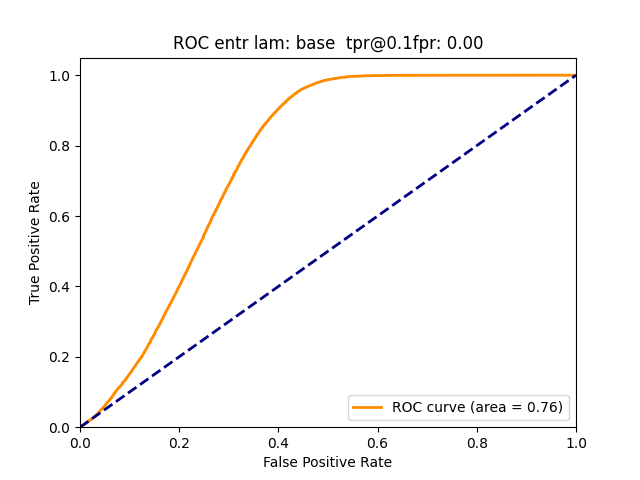 ROC entr lam: base  tpr@0.1fpr: 0.00
True Positive Rate
1.0
0.8
0.6
0.4
0.2
0.0
ROC curve (area = 0.76)
0.0 0.2 0.4 0.6 0.8 1.0
False Positive Rate